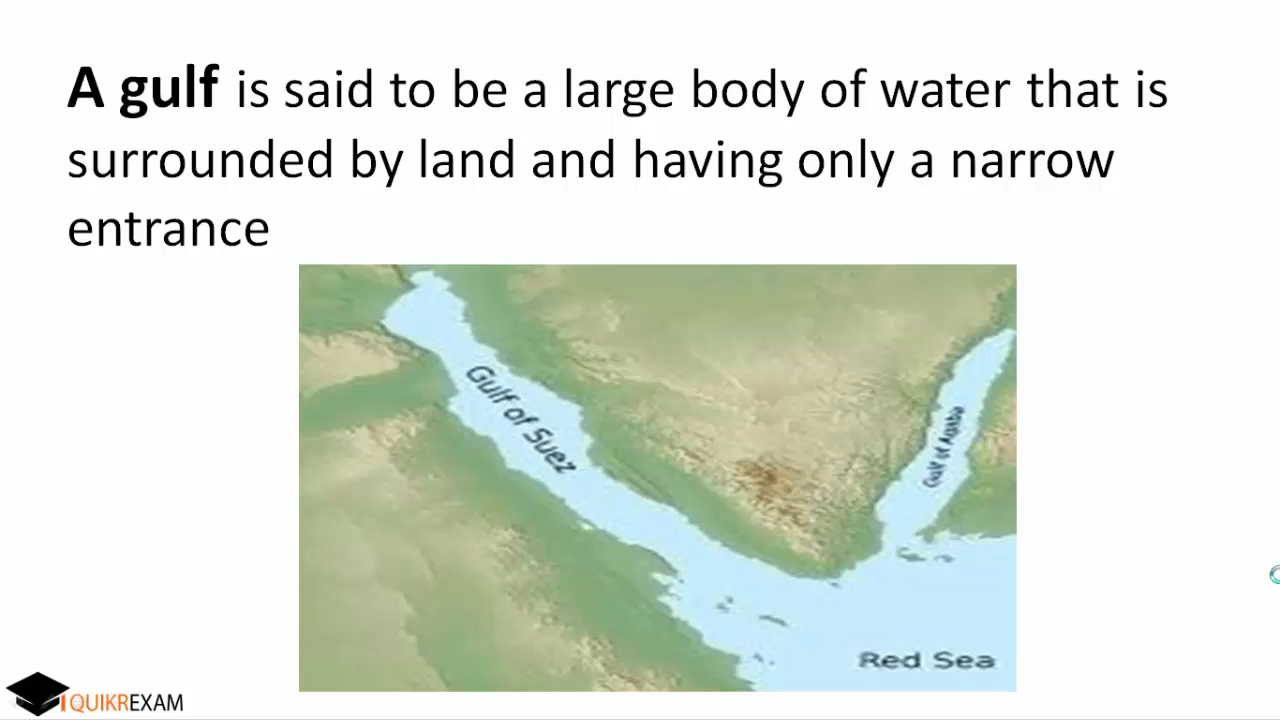 A gulf is said to be a large body of water that is
surrounded by land and having only a narrow
entrance
Gulf of Suez
Gulf of Aqaba
Red Sea
QUIKREXAM